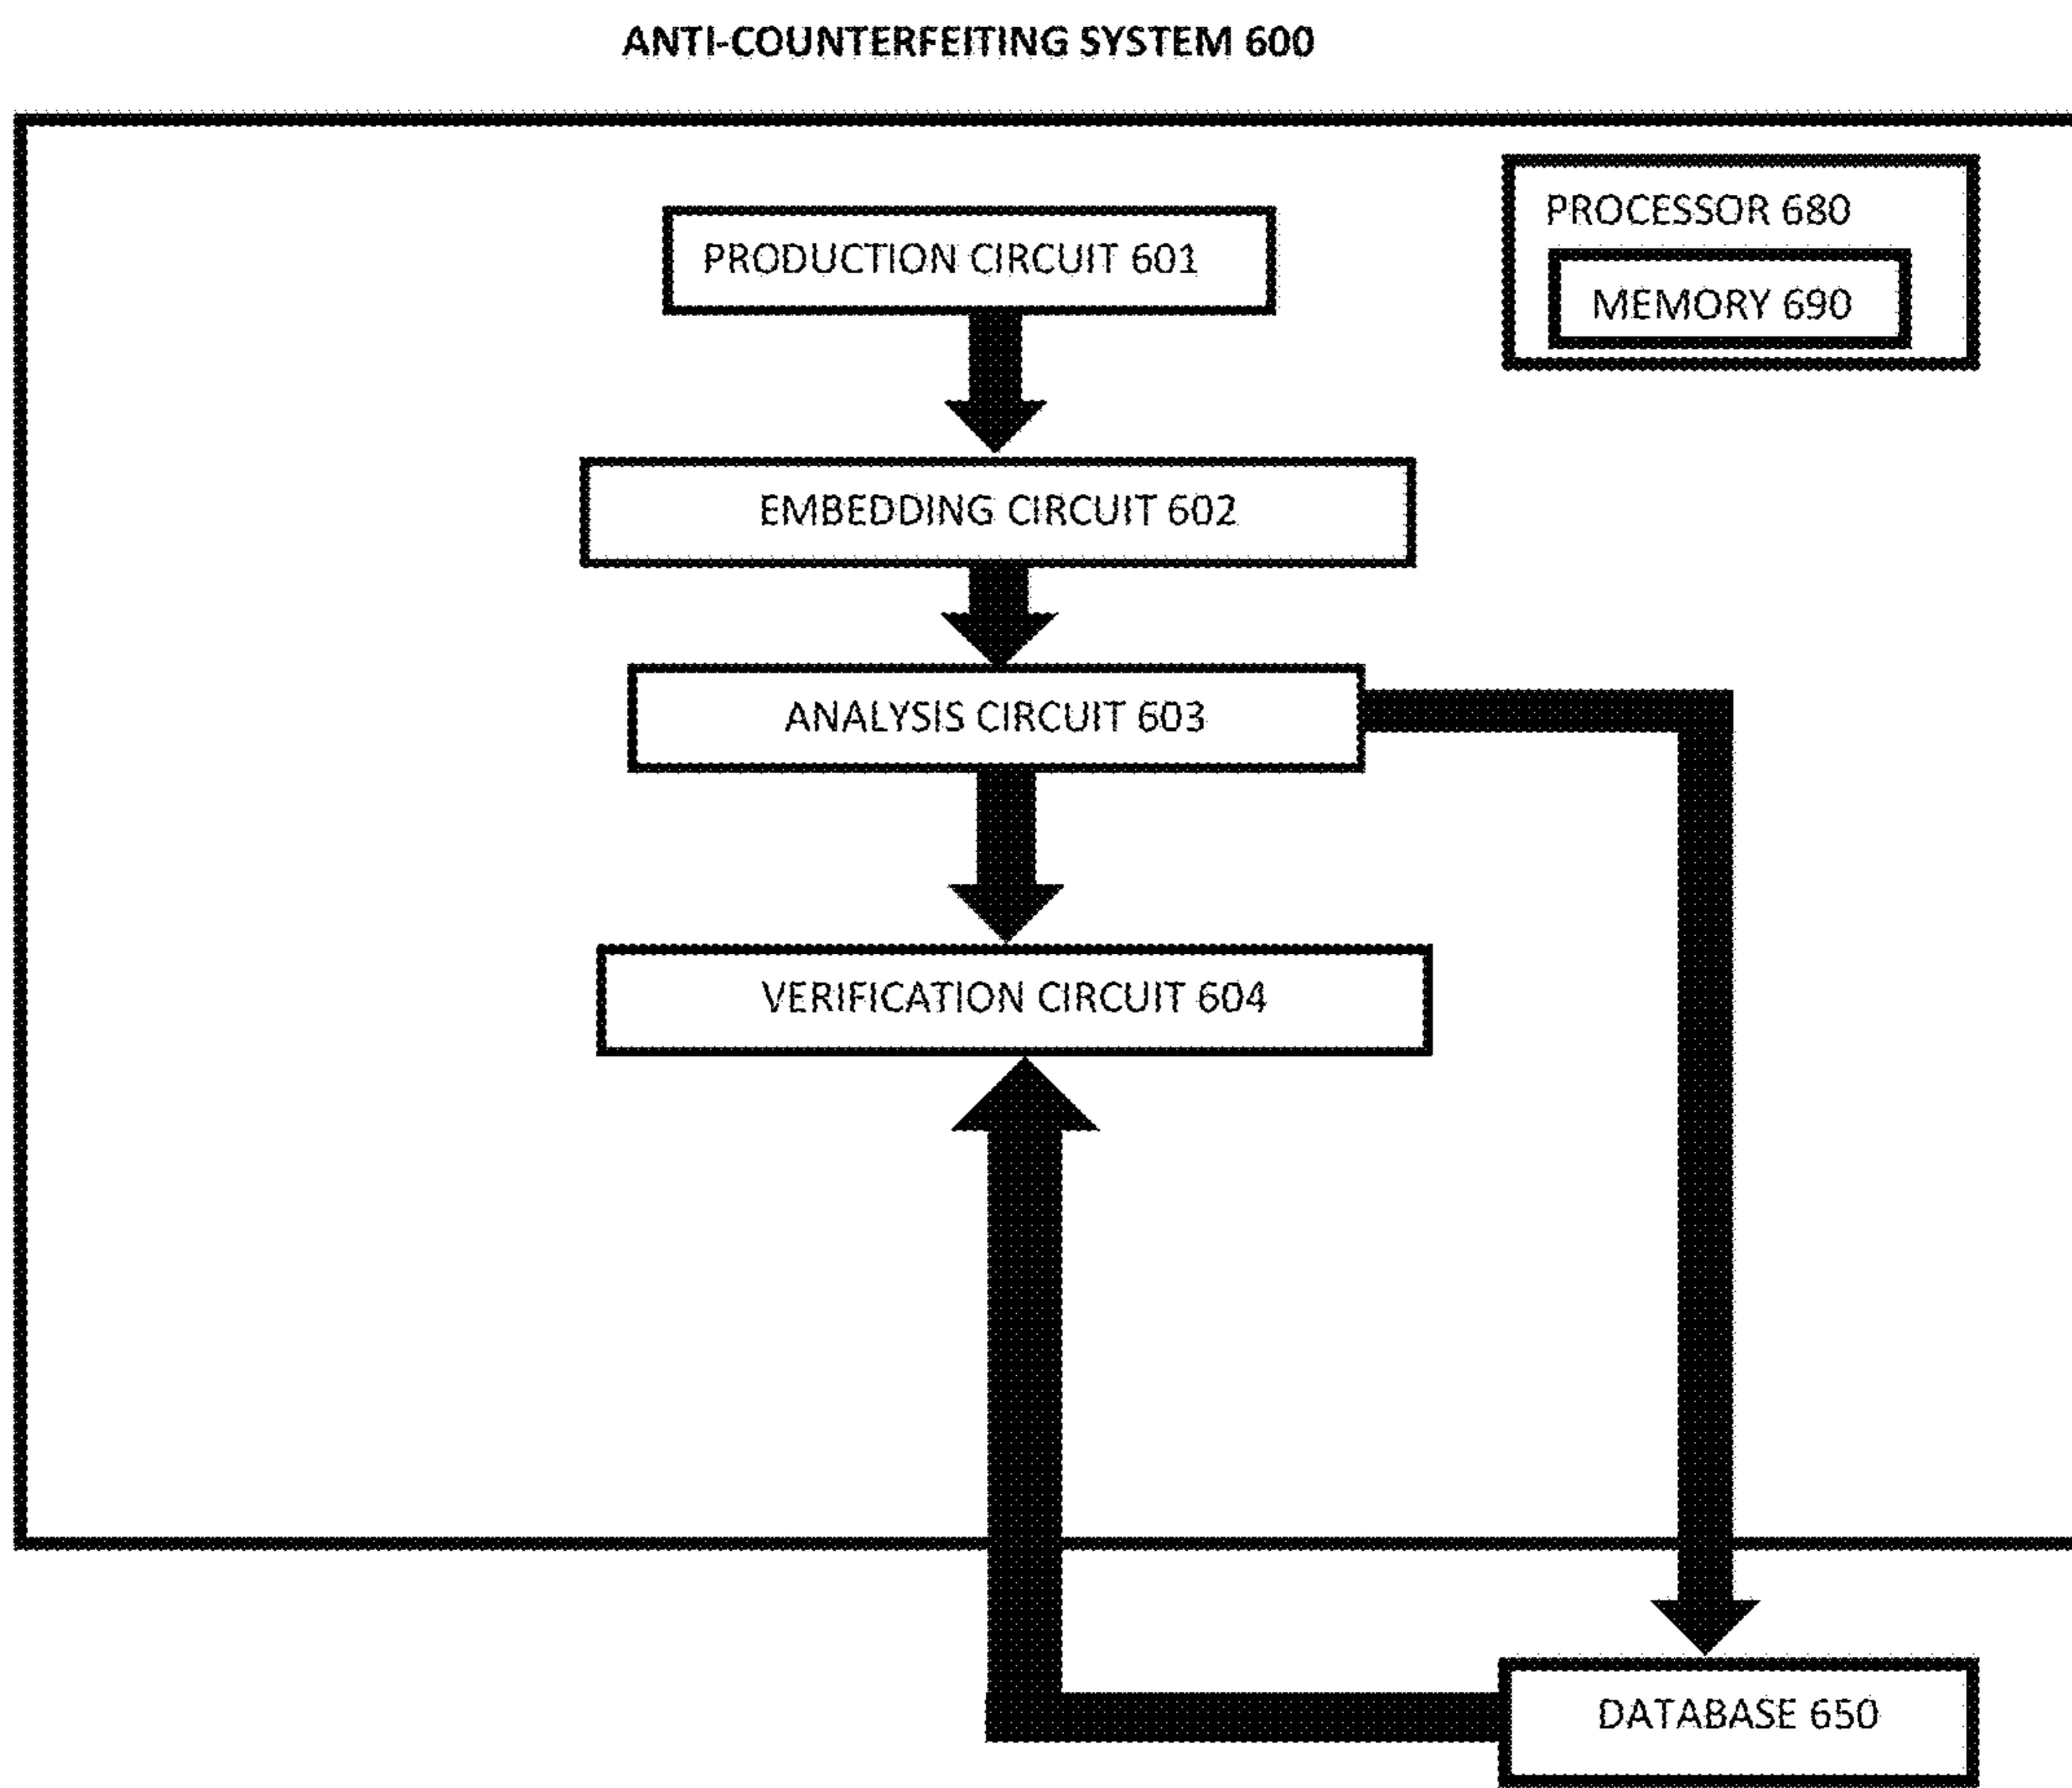 ANTI-COUNTERFEITING SYSTEM 600
PROCESSOR 680
PRODUCTION CIRCUIT 601
MEMORY 690
EMBEDDING CIRCUIT 602
ANALYSIS CIRCUIT 603
VERIFICATION CIRCUIT 604
DATABASE 650